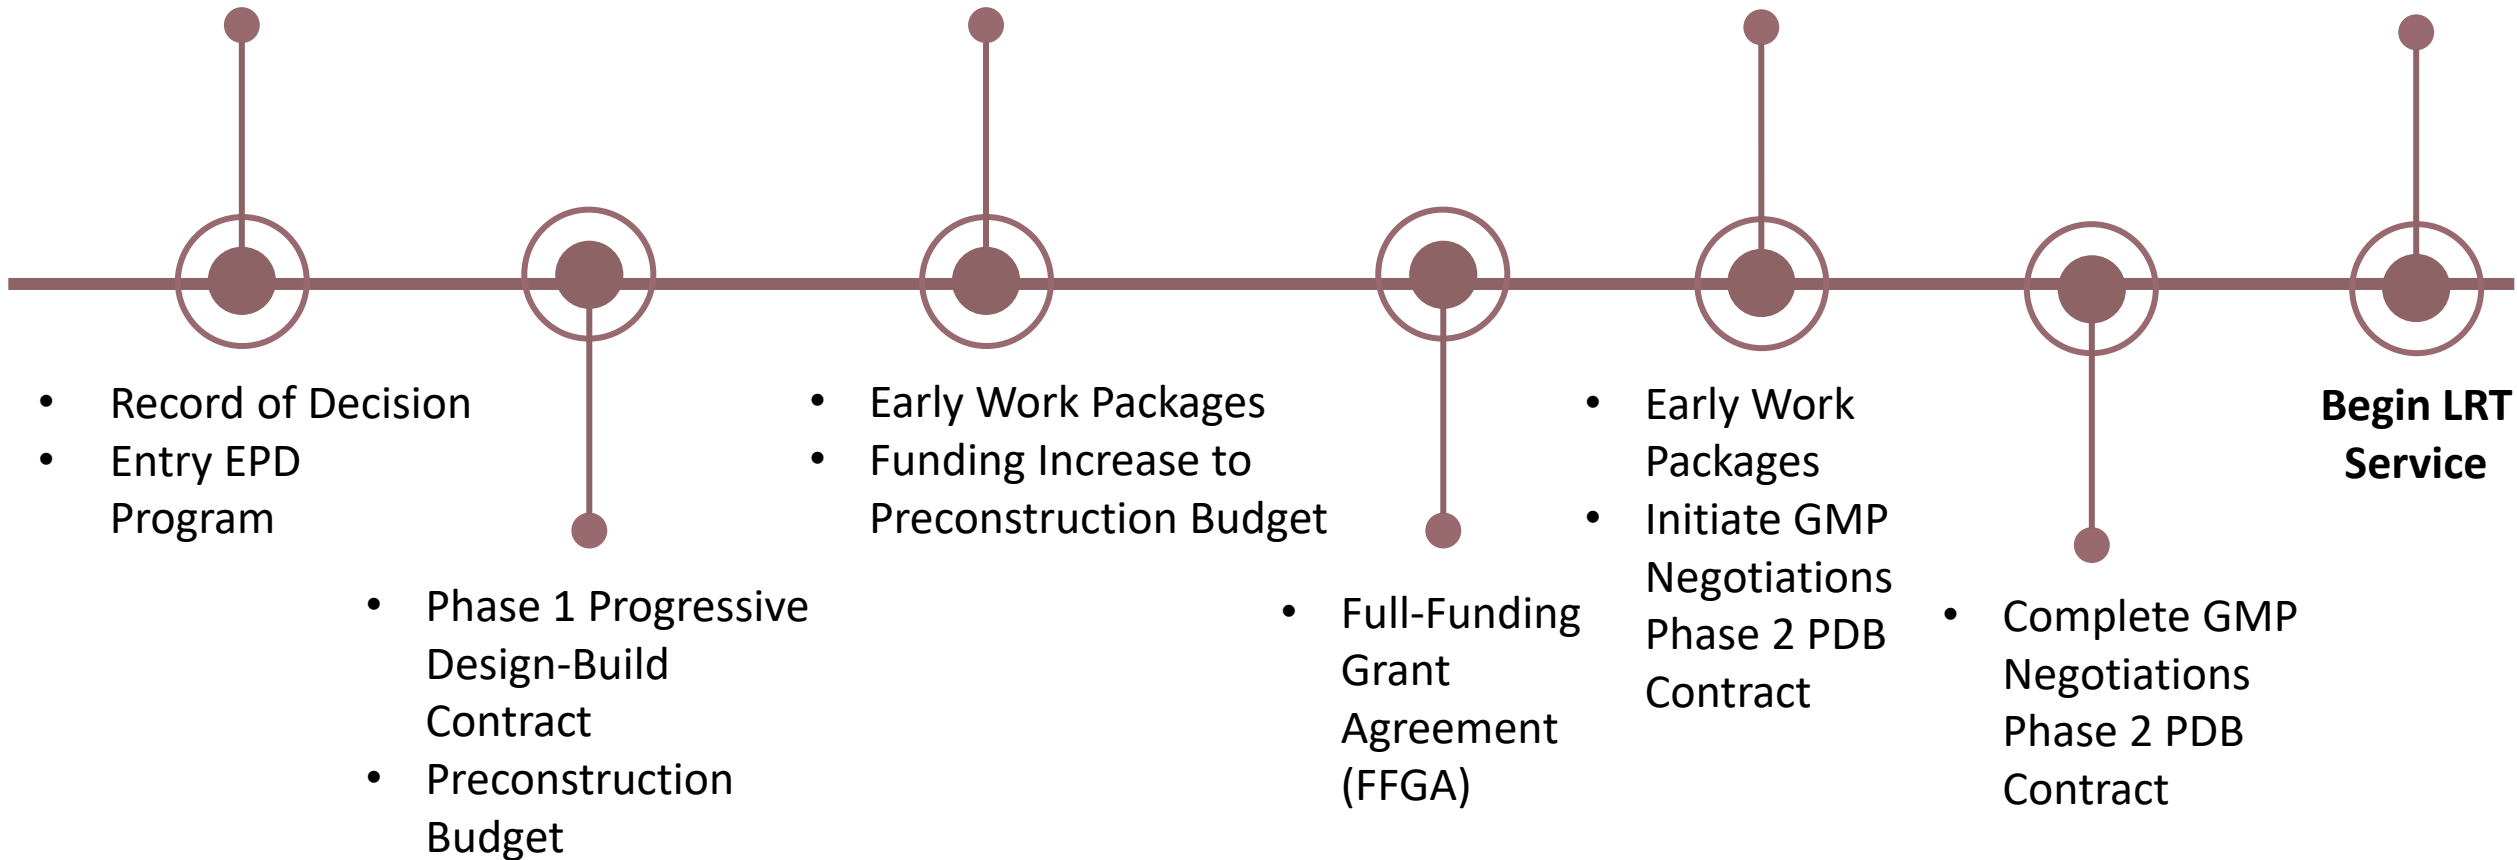 • Record of Decision
• Entry EPD
Program
• Phase 1 Progressive
Design-Build
Contract
• Preconstruction
Budget
• Early Work Packages
• Funding Increase to
Preconstruction Budget
• Full-Funding
Grant
Agreement
(FFGA)
• Early Work
Packages
• Initiate GMP
Negotiations
Phase 2 PDB
Contract
• Complete GMP
Negotiations
Phase 2 PDB
Contract
Begin LRT
Service